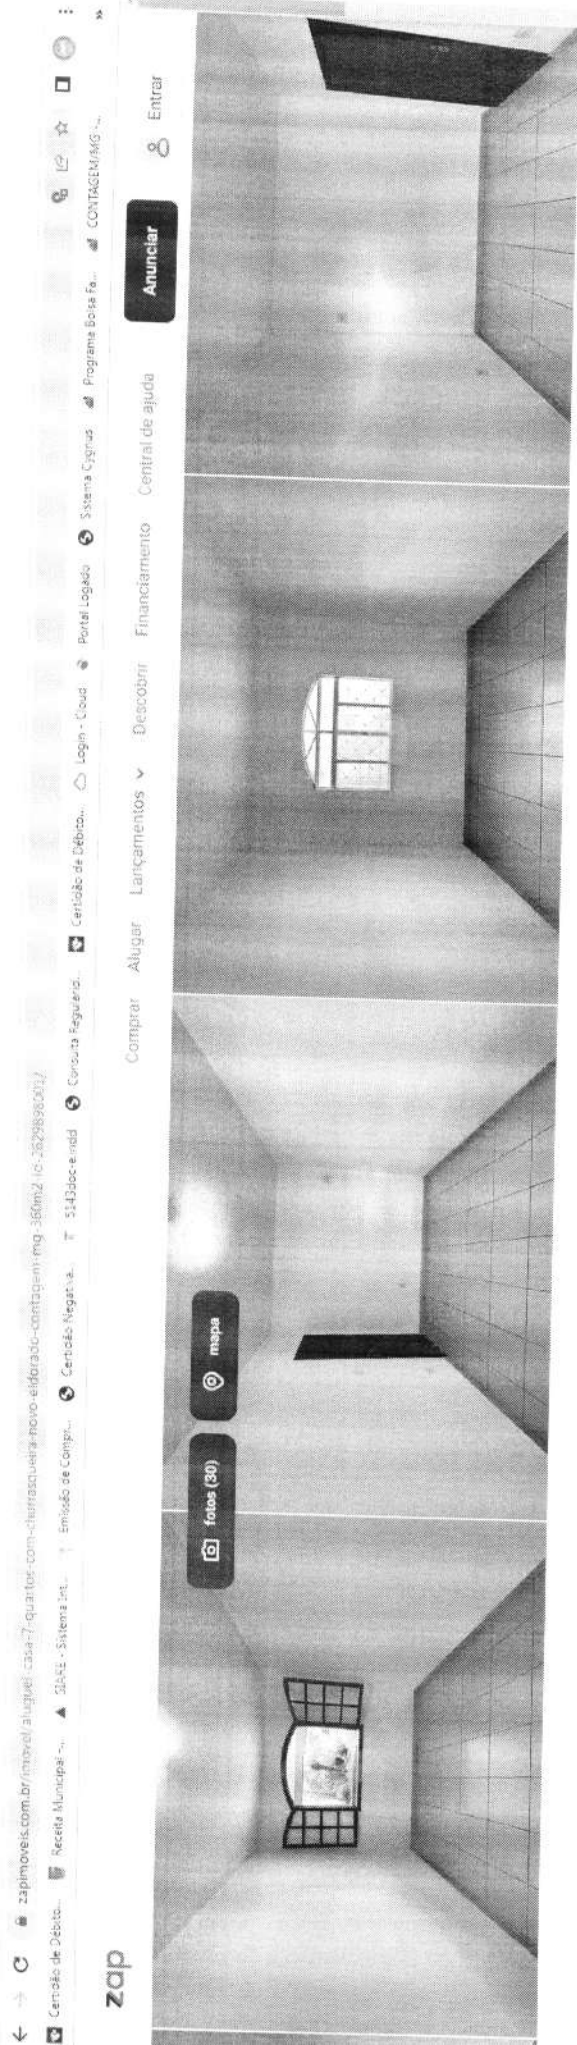 zapimoveis.com.br/imovel/aluguel-casa-7-quartos-com-churrasqueira-novo-eldorado-contagem-mg-360m2-id-2629898001/
Certidão de Débito... Receita Municipal -... SIARE - Sistema Int... Emissão de Compr... Certidão Negativa... 5143doc-e.indd Consulta Regularid... Certidão de Débito... Login - Cloud Portal Logado Sistema Cygnus Programa Bolsa Fa... CONTAGEM/MG -... »
zap Comprar Alugar Lançamentos Descobrir Financiamento Central de ajuda Anunciar Entrar
fotos (30) mapa